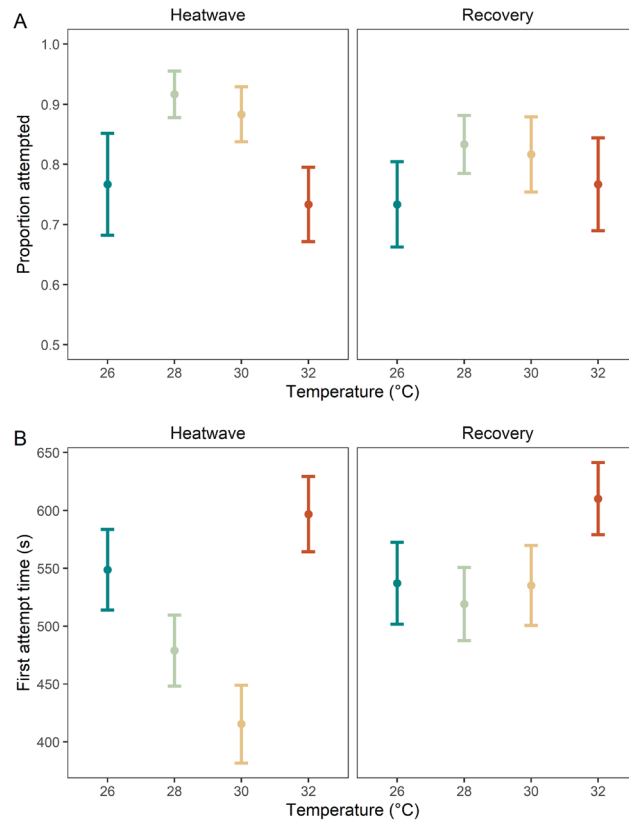 A
Heatwave Recovery
1.0
0.9
0.8
0.7
0.6
0.5
Proportion attempted
26 28 30 32 26 28 30 32
Temperature (°C)
B
Heatwave Recovery
650
600
550
500
450
400
First attempt time (s)
26 28 30 32 26 28 30 32
Temperature (°C)